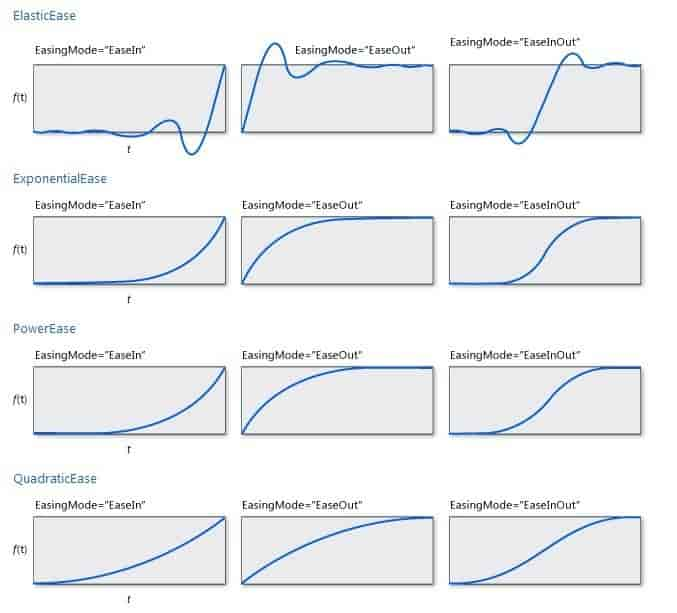 ElasticEase
EasingMode="EaseIn"
EasingMode="EaseOut"
EasingMode="EaseInOut"
f(t)
t
ExponentialEase
EasingMode="EaseIn"
EasingMode="EaseOut"
EasingMode="EaseInOut"
f(t)
t
PowerEase
EasingMode="EaseIn"
EasingMode="EaseOut"
EasingMode="EaseInOut"
f(t)
t
QuadraticEase
EasingMode="EaseIn"
EasingMode="EaseOut"
EasingMode="EaseInOut"
f(t)
t